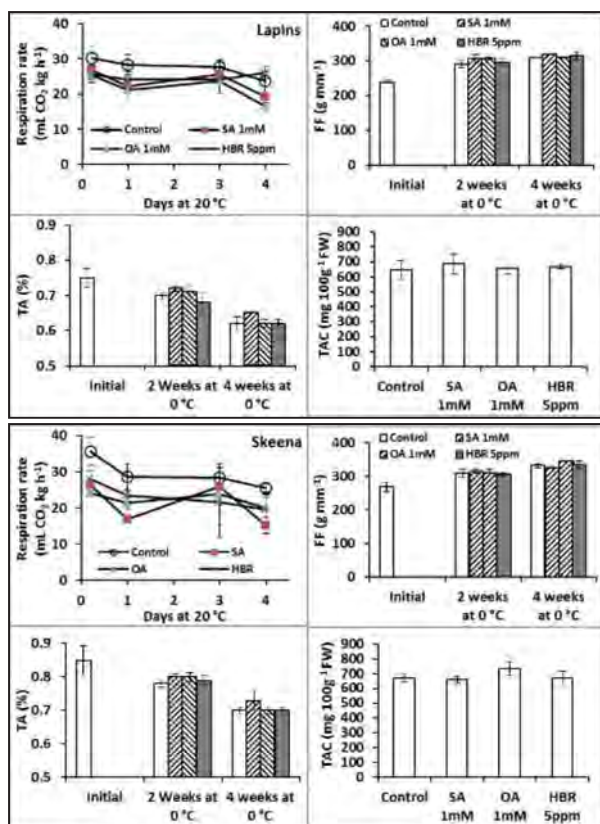 Lapins
Respiration rate
(mL CO₂ kg h⁻¹)
40
30
20
10
0
Control
SA 1mM
OA 1mM
HBR 5ppm
0
1
2
3
4
Days at 20 °C
FF (g mm⁻¹)
400
300
200
100
0
Control
SA 1mM
OA 1mM
HBR 5ppm
Initial
2 weeks
at 0 °C
4 weeks
at 0 °C
TA (%)
0.8
0.7
0.6
0.5
Initial
2 Weeks at
0 °C
4 weeks at
0 °C
TAC (mg 100g⁻¹ FW)
900
800
700
600
500
400
300
200
100
0
Control
SA
1mM
OA
1mM
HBR
5ppm
Skeena
Respiration rate
(mL CO₂ kg h⁻¹)
40
30
20
10
0
Control
SA
OA
HBR
0
1
2
3
4
Days at 20°C
FF (g mm⁻¹)
400
300
200
100
0
Control
SA 1mM
OA 1mM
HBR 5ppm
Initial
2 weeks
at 0 °C
4 weeks
at 0 °C
TA (%)
0.9
0.8
0.7
0.6
0.5
Initial
2 Weeks at
0 °C
4 weeks at
0 °C
TAC (mg 100g⁻¹ FW)
900
800
700
600
500
400
300
200
100
0
Control
SA
1mM
OA
1mM
HBR
5ppm